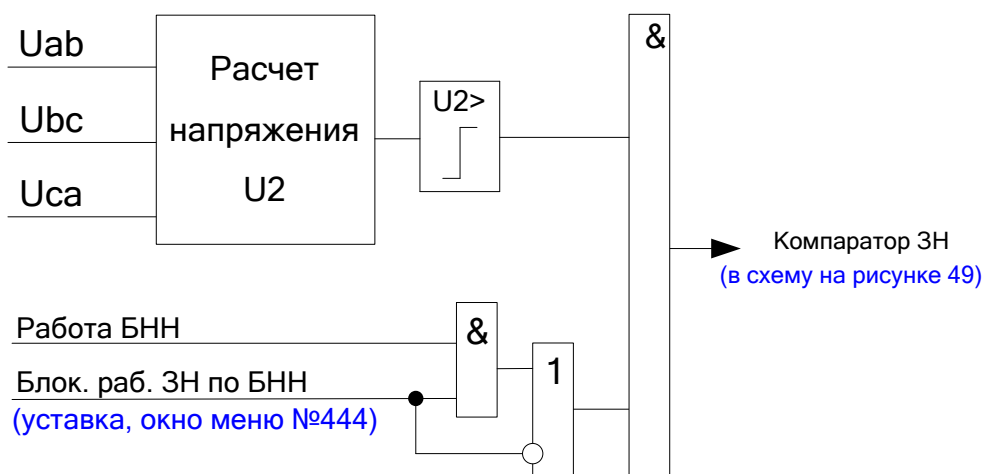 Uab
Ubc
Uca
Расчет
напряжения
U2
U2>
&
Компаратор ЗН
(в схему на рисунке 49)
Работа БНН
Блок. раб. ЗН по БНН
(уставка, окно меню №444)
&
1